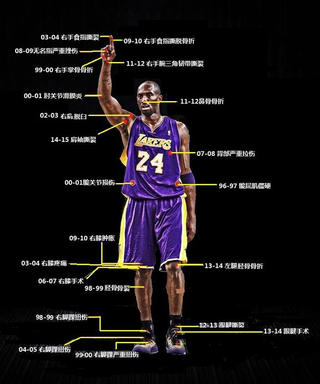 03-04 右手食指撕裂
09-10 右手食指撕脱骨折
08-09无名指严重挫伤
99-00 右手掌骨骨折
11-12 右手腕三角韧带撕裂
00-01 肘关节滑膜炎
11-12鼻骨骨折
02-03 右肩脱臼
14-15 肩袖撕裂
LAKERS
24
07-08 背部严重拉伤
00-01髋关节损伤
96-97 髋屈肌僵硬
09-10 右膝肿胀
03-04 右膝疼痛
13-14 左腿胫骨骨折
06-07 右膝手术
98-99 胫骨骨裂
98-99 右脚踝扭伤
12-13 跟腱撕裂
13-14 跟腱手术
04-05 右脚踝扭伤
99-00 右脚踝严重扭伤